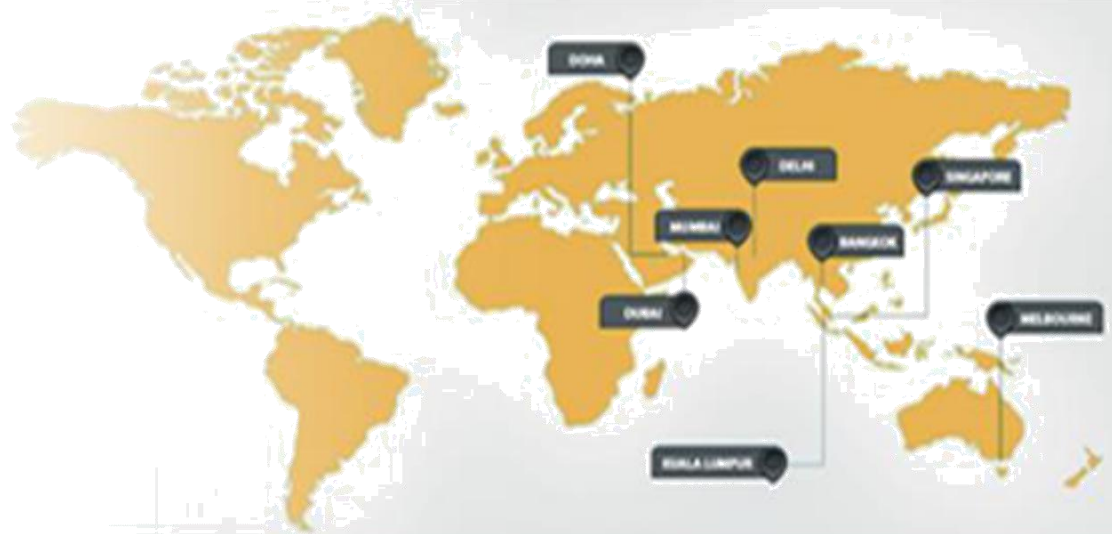 DOHA
DELHI
SINGAPORE
MUMBAI
BANGKOK
DUBAI
MELBOURNE
KUALA LUMPUR